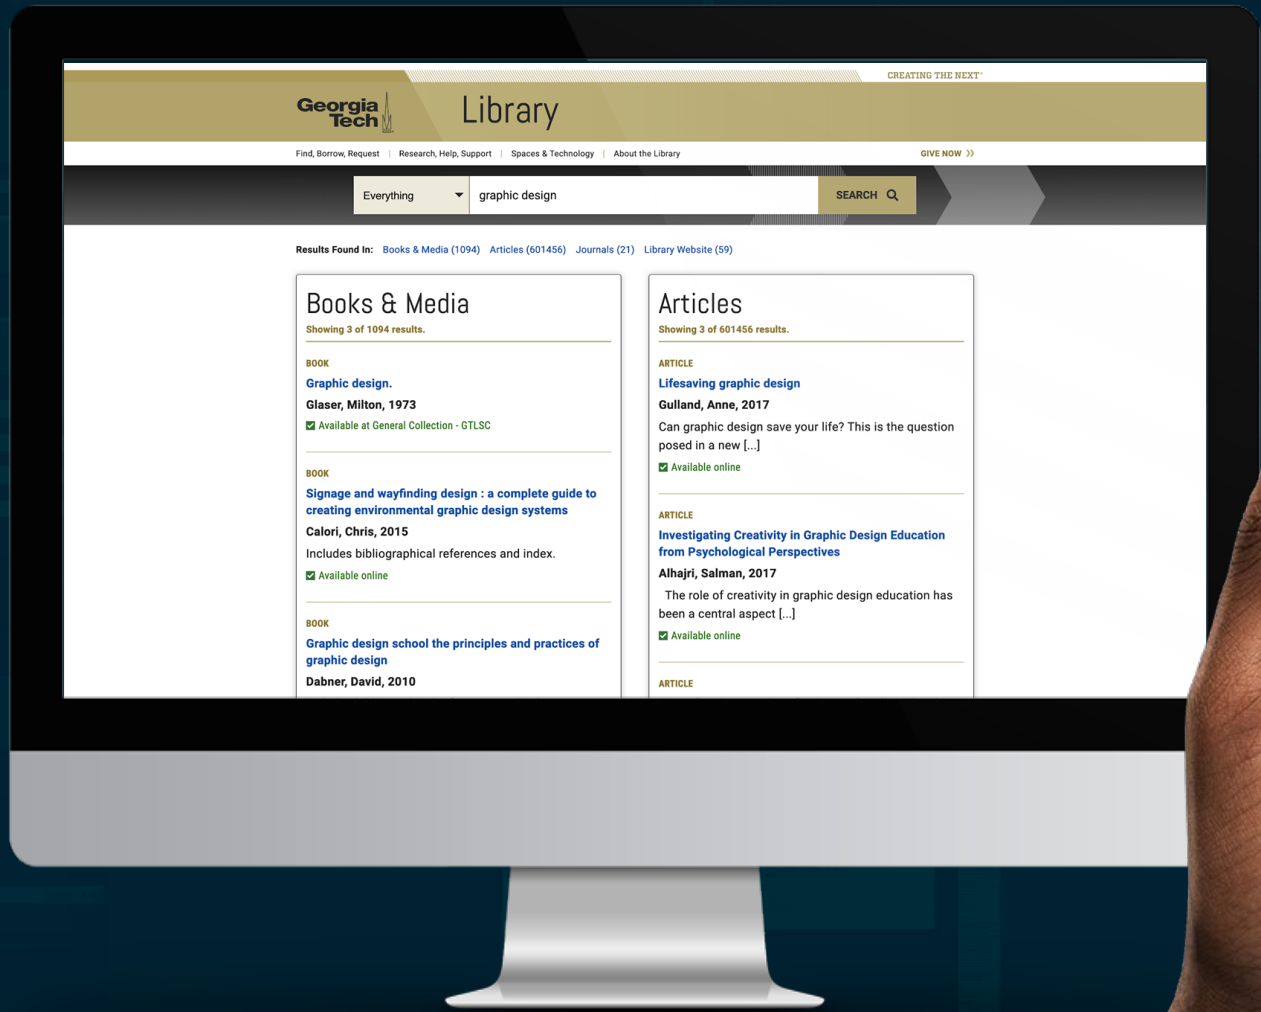 CREATING THE NEXT®
Georgia
Tech
Library
Find, Borrow, Request | Research, Help, Support | Spaces & Technology | About the Library
GIVE NOW
Everything
graphic design
SEARCH
Results Found In: Books & Media (1094) Articles (601456) Journals (21) Library Website (59)
Books & Media
Showing 3 of 1094 results.
BOOK
Graphic design.
Glaser, Milton, 1973
Available at General Collection - GTLSC
BOOK
Signage and wayfinding design : a complete guide to
creating environmental graphic design systems
Calori, Chris, 2015
Includes bibliographical references and index.
Available online
BOOK
Graphic design school the principles and practices of
graphic design
Dabner, David, 2010
Articles
Showing 3 of 601456 results.
ARTICLE
Lifesaving graphic design
Gulland, Anne, 2017
Can graphic design save your life? This is the question
posed in a new [...]
Available online
ARTICLE
Investigating Creativity in Graphic Design Education
from Psychological Perspectives
Alhajri, Salman, 2017
The role of creativity in graphic design education has
been a central aspect [...]
Available online
ARTICLE